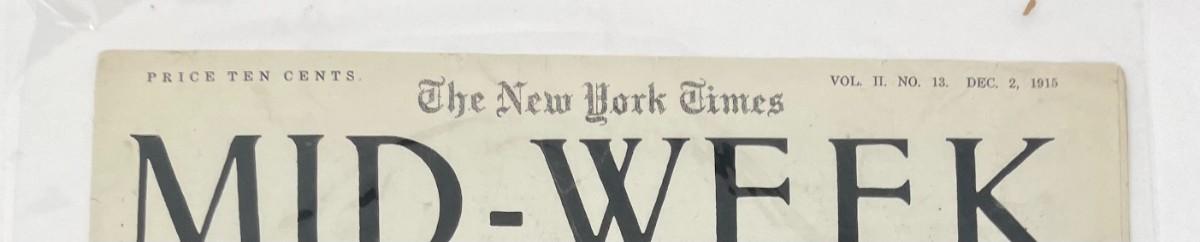 PRICE TEN CENTS.
The New York Times
VOL. II. NO. 13. DEC. 2, 1915
MID-WEEK